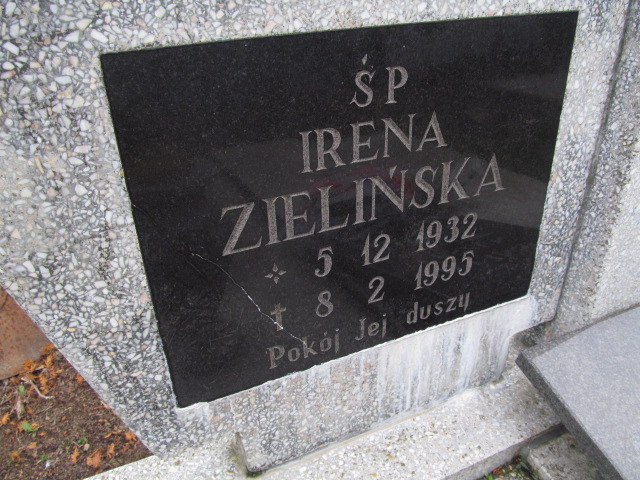 ŚP
IRENA
ZIELIŃSKA
5 12 1932
† 8 2 1995
Pokój Jej duszy